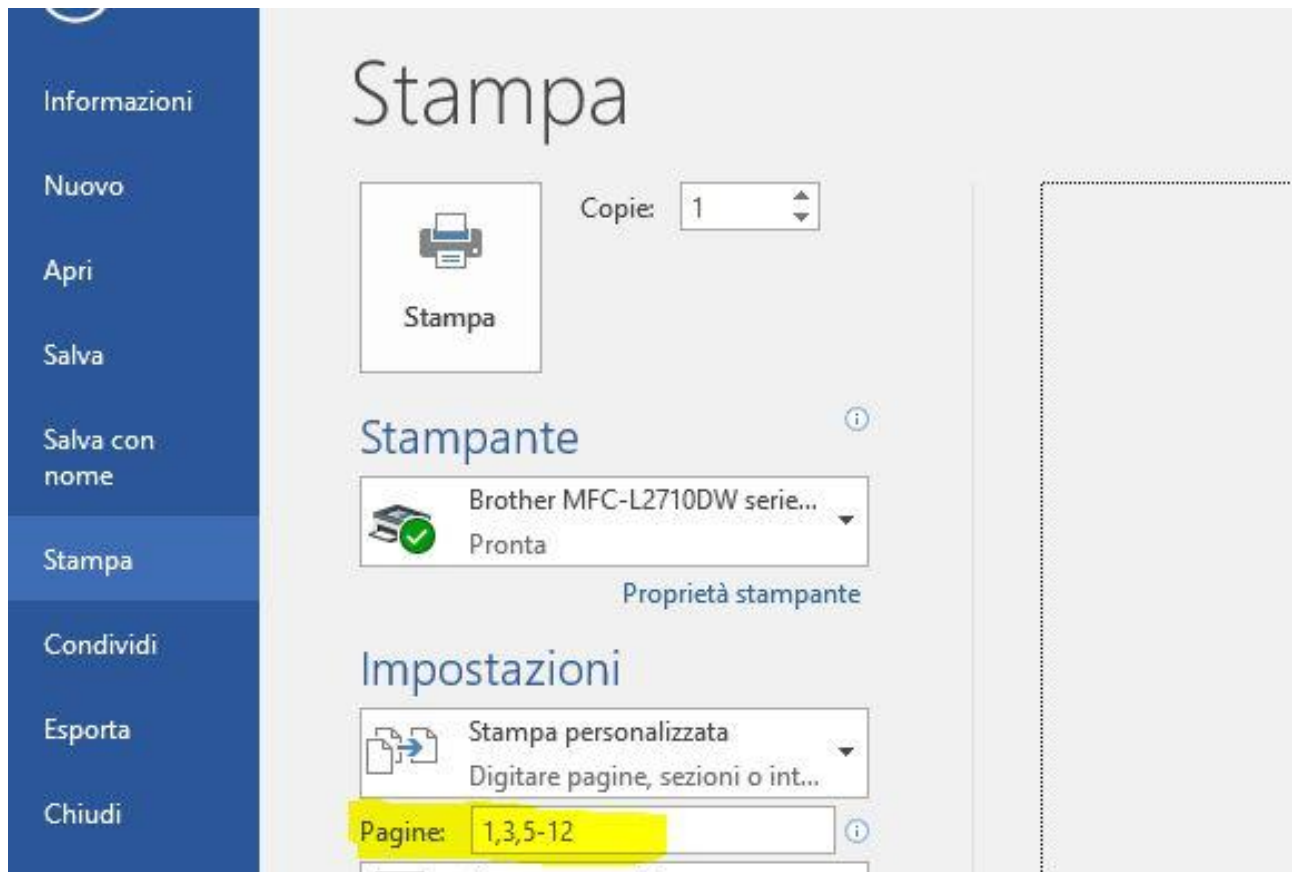 Informazioni
Nuovo
Apri
Salva
Salva con
nome
Stampa
Condividi
Esporta
Chiudi
Stampa
Stampa
Copie: 1
Stampante
Brother MFC-L2710DW serie...
Pronta
Proprietà stampante
Impostazioni
Stampa personalizzata
Digitare pagine, sezioni o int...
Pagine: 1,3,5-12